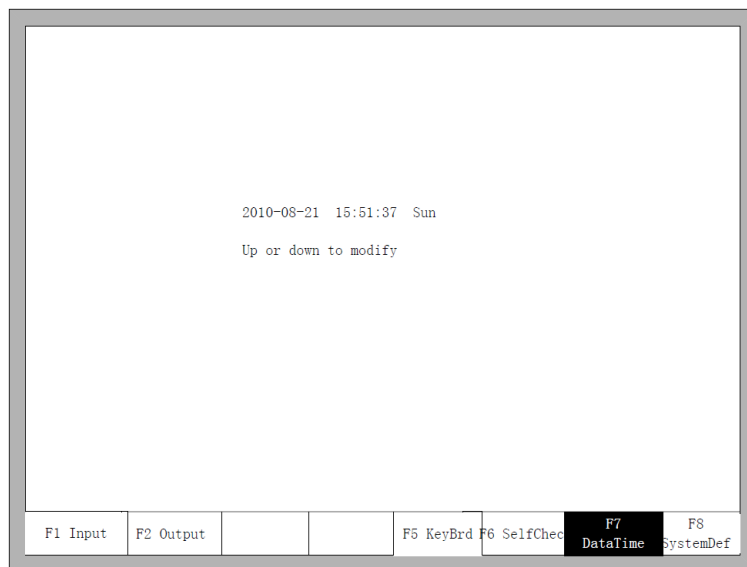 2010-08-21 15:51:37 Sun
Up or down to modify
F1 Input
F2 Output
F5 KeyBrd
F6 SelfChec
F7
DataTime
F8
SystemDef